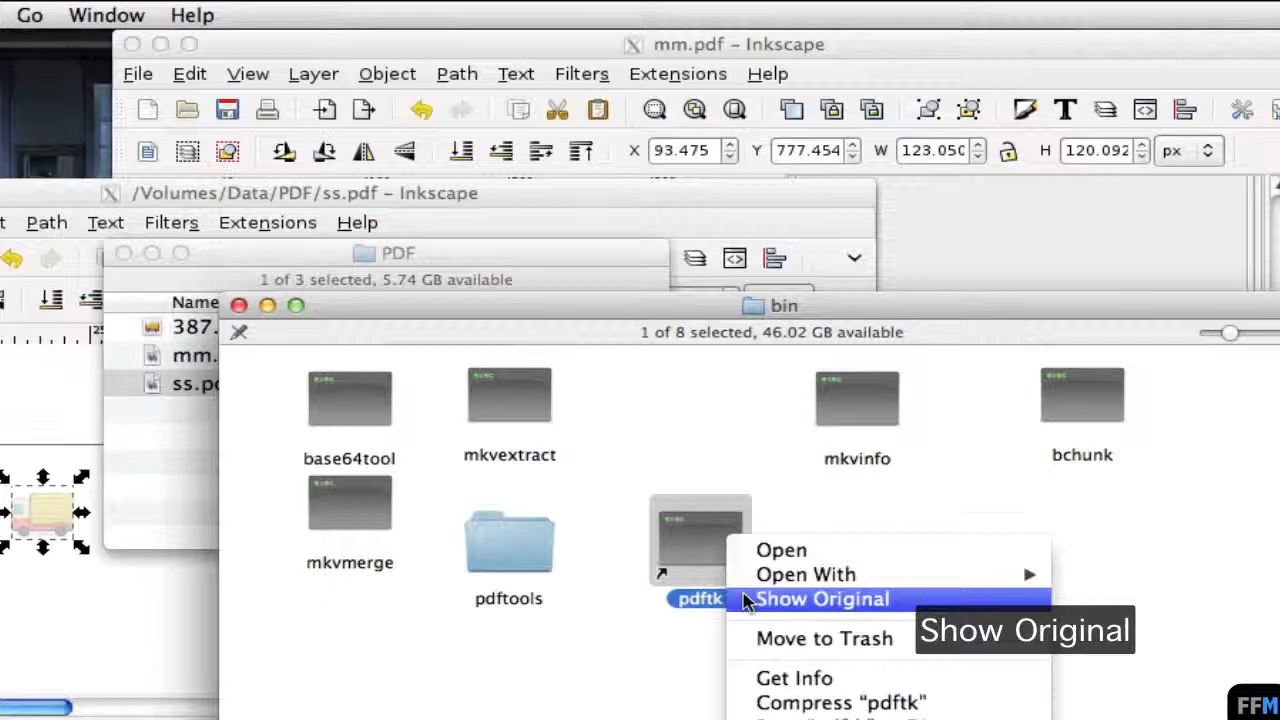 Go Window Help
mm.pdf – Inkscape
File Edit View Layer Object Path Text Filters Extensions Help
X 93.475 Y 777.454 W 123.050 H 120.092 px
/Volumes/Data/PDF/ss.pdf – Inkscape
Path Text Filters Extensions Help
PDF
1 of 3 selected, 5.74 GB available
Name
387.
mm.
ss.pd
bin
1 of 8 selected, 46.02 GB available
base64tool mkvextract mkvinfo bchunk
mkvmerge pdftools pdftk
Open
Open With
Show Original
Show Original
Move to Trash
Get Info
Compress “pdftk”
FFM